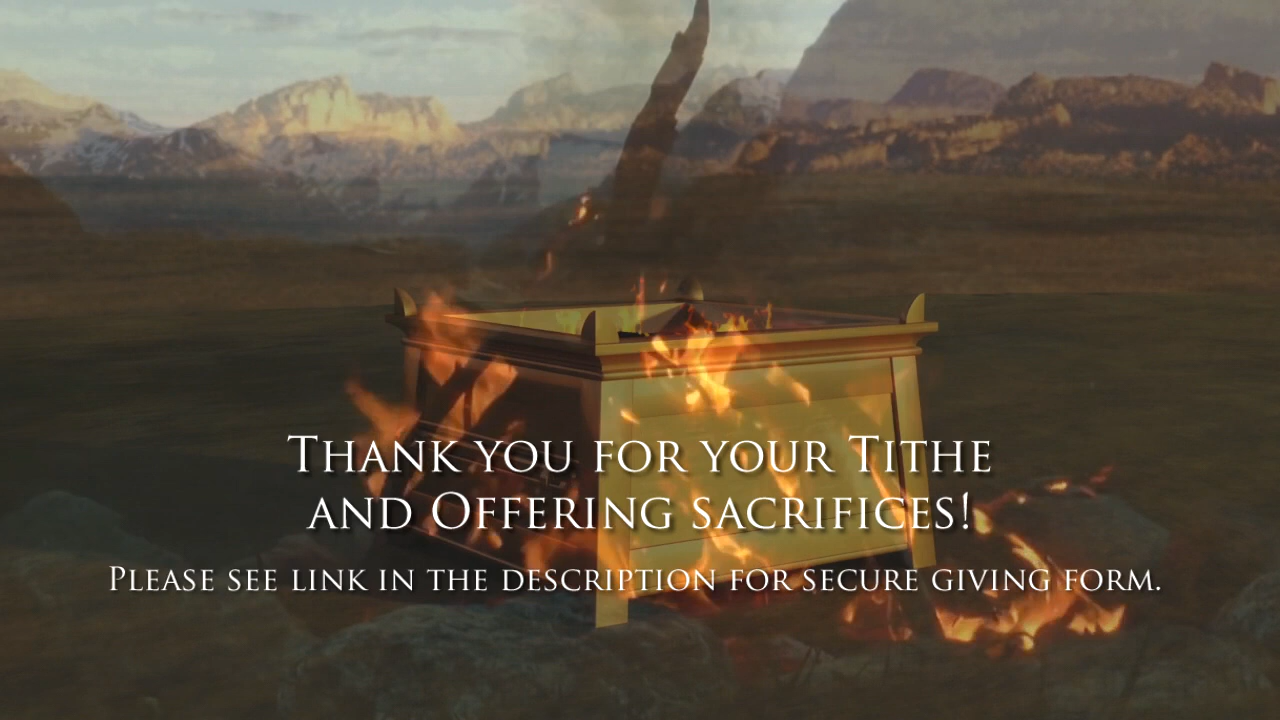 Thank you for your Tithe
and Offering sacrifices!
Please see link in the description for secure giving form.